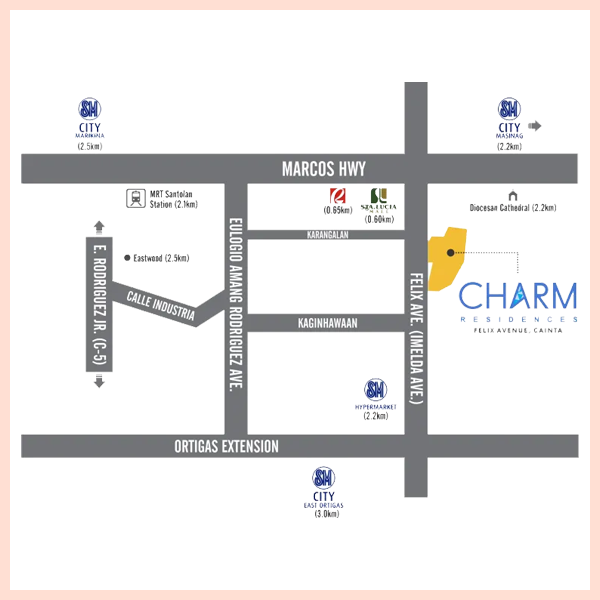 SM
CITY
MARIKINA
(2.5km)
SM
CITY
MASINAG
(2.2km)
MARCOS HWY
MRT Santolan
Station (2.1km)
(0.65km)
STA.LUCIA
MALL
(0.60km)
Diocesan Cathedral (2.2km)
KARANGALAN
EULOGIO AMANG RODRIGUEZ AVE.
E. RODRIGUEZ JR. (C-5)
Eastwood (2.5km)
CALLE INDUSTRIA
FELIX AVE. (IMELDA AVE.)
CHARM
RESIDENCES
FELIX AVENUE, CAINTA
KAGINHAWAAN
SM
HYPERMARKET
(2.2km)
ORTIGAS EXTENSION
SM
CITY
EAST ORTIGAS
(3.0km)